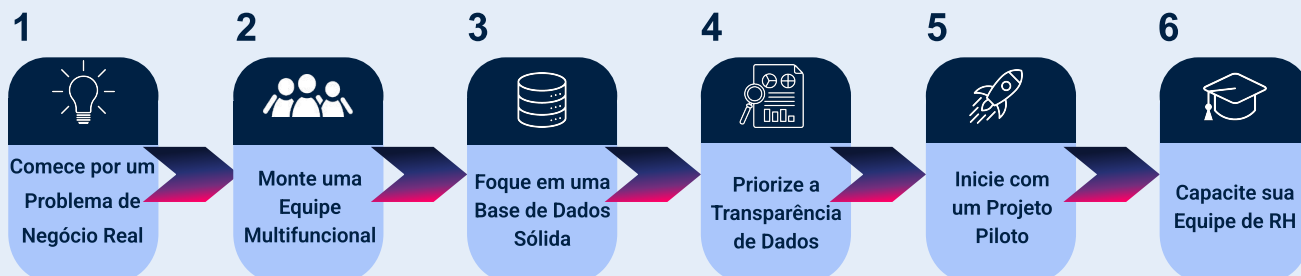 1
Comece por um
Problema de
Negócio Real
2
Monte uma
Equipe
Multifuncional
3
Foque em uma
Base de Dados
Sólida
4
Priorize a
Transparência
de Dados
5
Inicie com
um Projeto
Piloto
6
Capacite sua
Equipe de RH